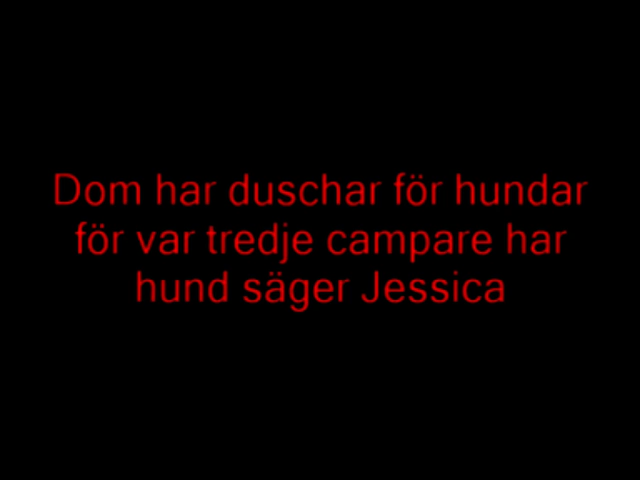 Dom har duschar för hundar
för var tredje campare har
hund säger Jessica